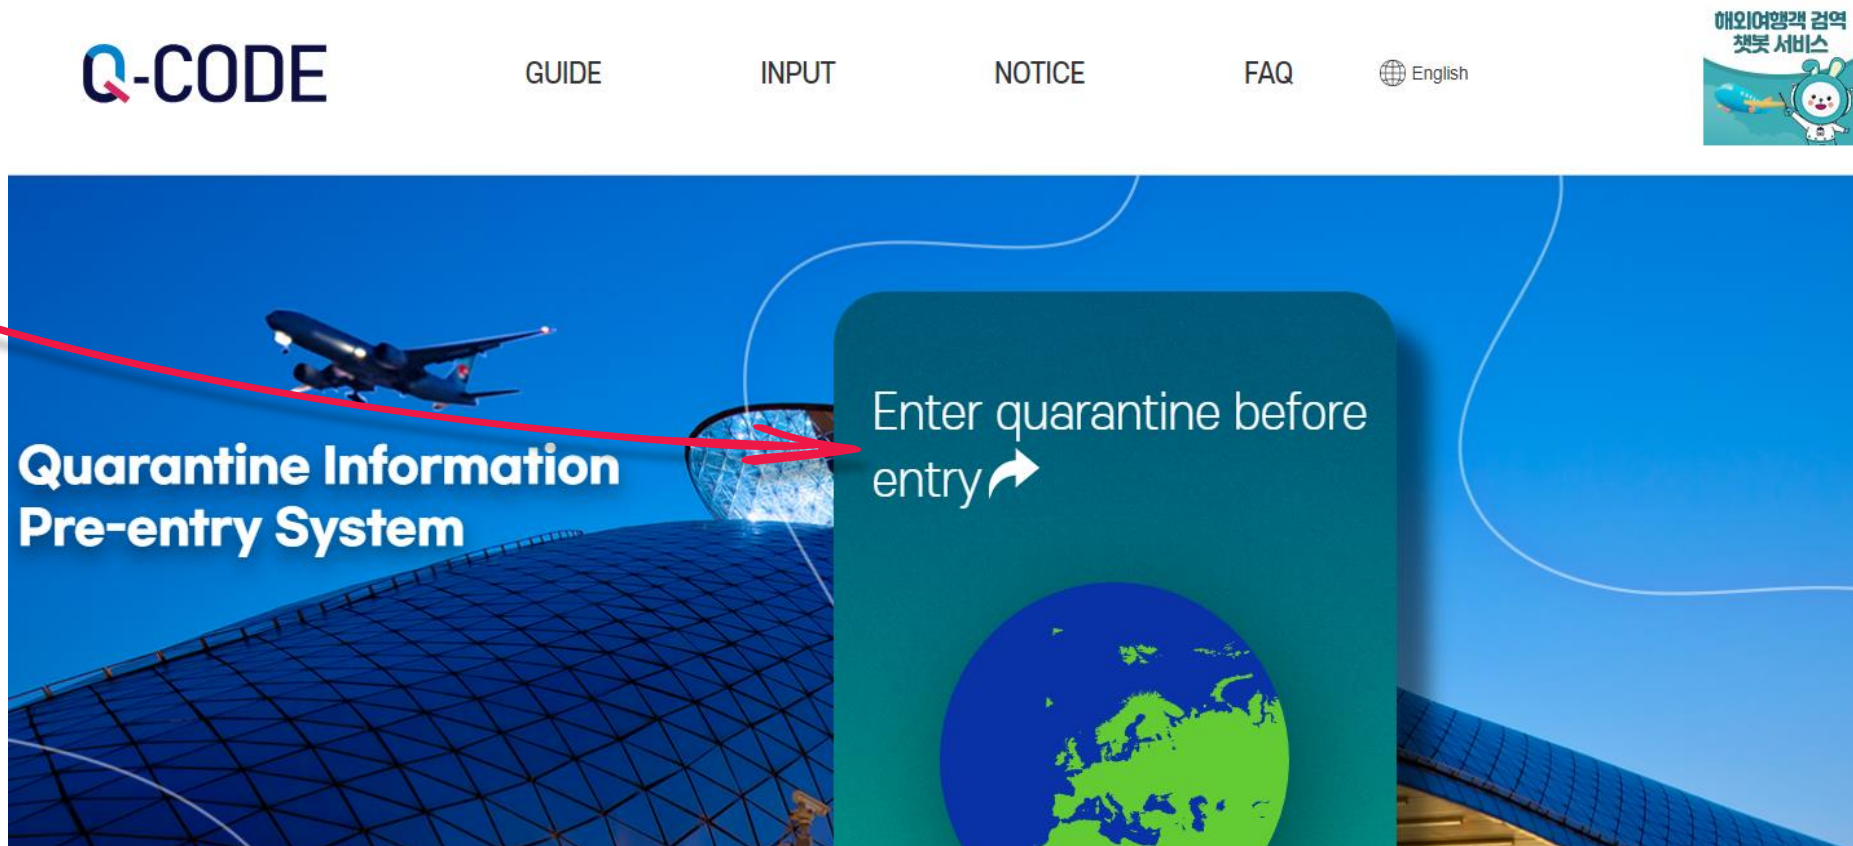 Q-CODE
GUIDE
INPUT
NOTICE
FAQ
English
해외여행객 검역
챗봇 서비스
Quarantine Information
Pre-entry System
Enter quarantine before
entry